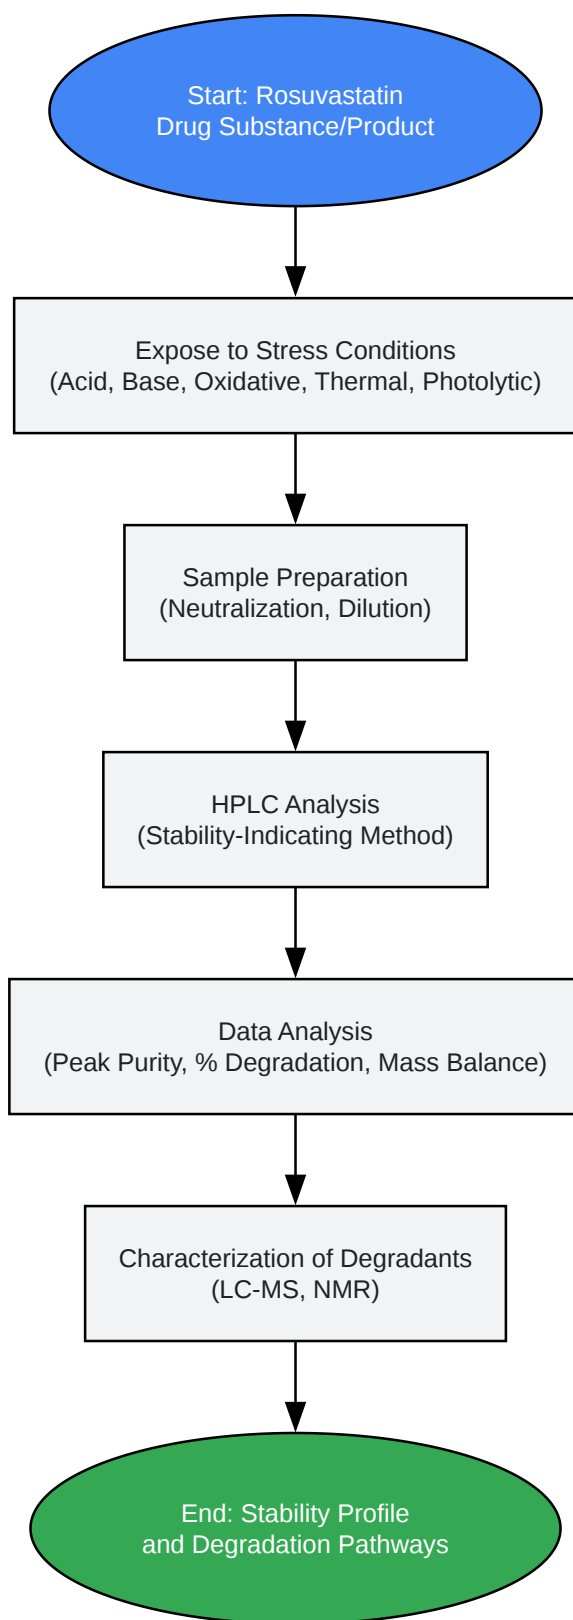 Start: Rosuvastatin
Drug Substance/Product
Expose to Stress Conditions
(Acid, Base, Oxidative, Thermal, Photolytic)
Sample Preparation
(Neutralization, Dilution)
HPLC Analysis
(Stability-Indicating Method)
Data Analysis
(Peak Purity, % Degradation, Mass Balance)
Characterization of Degradants
(LC-MS, NMR)
End: Stability Profile
and Degradation Pathways